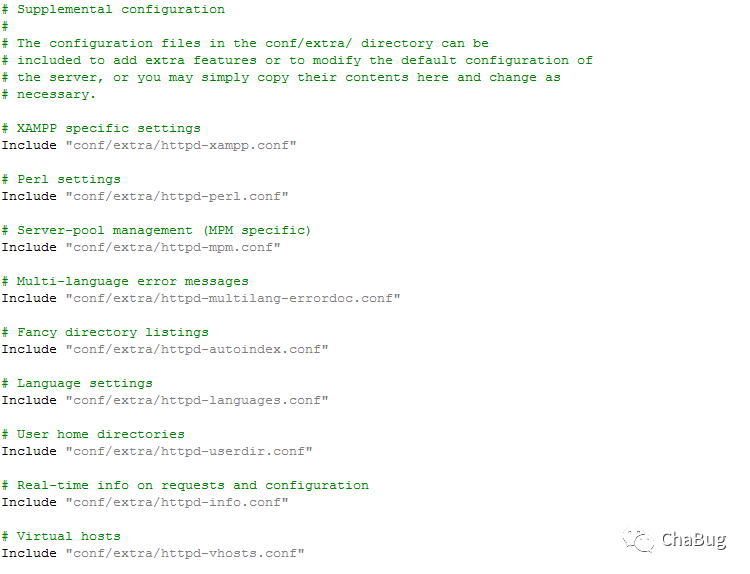 # Supplemental configuration
#
# The configuration files in the conf/extra/ directory can be
# included to add extra features or to modify the default configuration of
# the server, or you may simply copy their contents here and change as
# necessary.
# XAMPP specific settings
Include "conf/extra/httpd-xampp.conf"
# Perl settings
Include "conf/extra/httpd-perl.conf"
# Server-pool management (MPM specific)
Include "conf/extra/httpd-mpm.conf"
# Multi-language error messages
Include "conf/extra/httpd-multilang-errordoc.conf"
# Fancy directory listings
Include "conf/extra/httpd-autoindex.conf"
# Language settings
Include "conf/extra/httpd-languages.conf"
# User home directories
Include "conf/extra/httpd-userdir.conf"
# Real-time info on requests and configuration
Include "conf/extra/httpd-info.conf"
# Virtual hosts
Include "conf/extra/httpd-vhosts.conf"
ChaBug